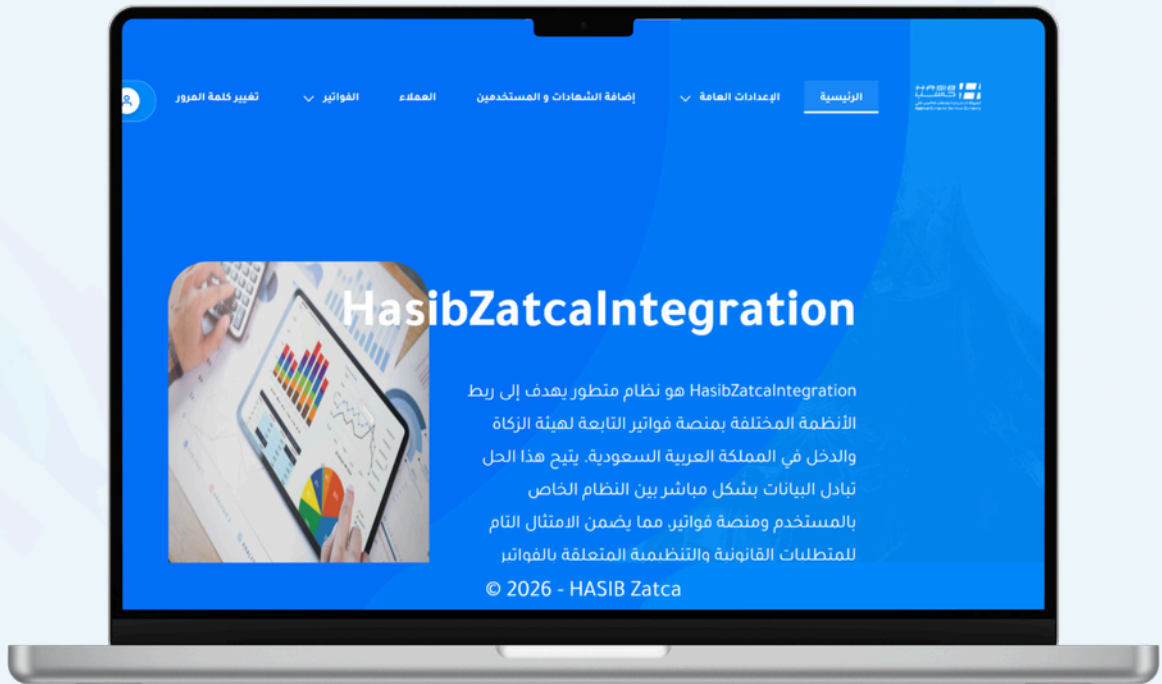 HASIB
حاسب
الرئيسية
الإعدادات العامة
إضافة الشهادات و المستخدمين
العملاء
الفواتير
تغيير كلمة المرور
HasibZatcaIntegration
HasibZatcaIntegration هو نظام متطور يهدف إلى ربط
الأنظمة المختلفة بمنصة فواتير التابعة لهيئة الزكاة
والدخل في المملكة العربية السعودية. يتيح هذا الحل
تبادل البيانات بشكل مباشر بين النظام الخاص
بالمستخدم ومنصة فواتير، مما يضمن الامتثال التام
للمتطلبات القانونية والتنظيمية المتعلقة بالفواتير
© 2026 - HASIB Zatca